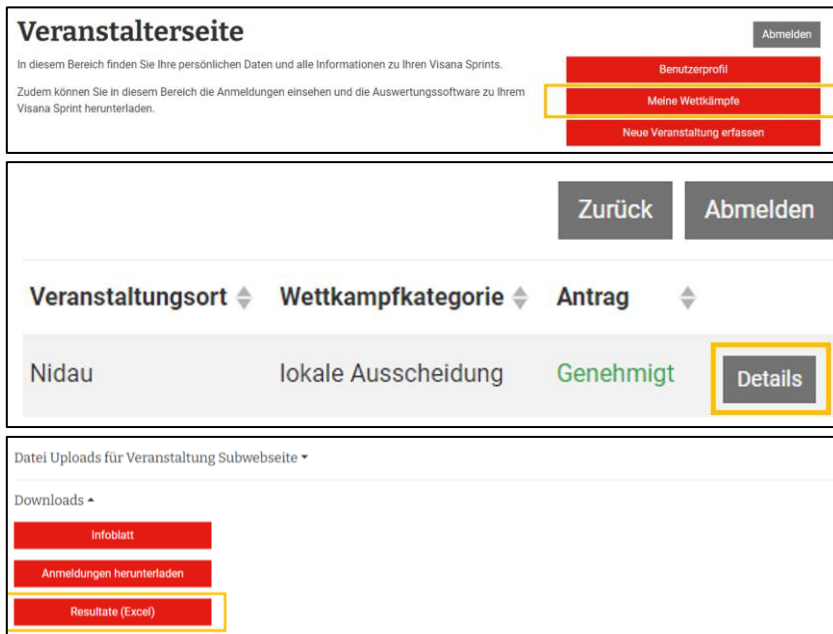 Veranstalterseite
Abmelden
In diesem Bereich finden Sie Ihre persönlichen Daten und alle Informationen zu Ihren Visana Sprints.
Benutzerprofil
Zudem können Sie in diesem Bereich die Anmeldungen einsehen und die Auswertungssoftware zu Ihrem
Visana Sprint herunterladen.
Meine Wettkämpfe
Neue Veranstaltung erfassen
Zurück Abmelden
Veranstaltungsort Wettkampfkategorie Antrag
Nidau lokale Ausscheidung Genehmigt Details
Datei Uploads für Veranstaltung Subwebseite
Downloads
Infoblatt
Anmeldungen herunterladen
Resultate (Excel)